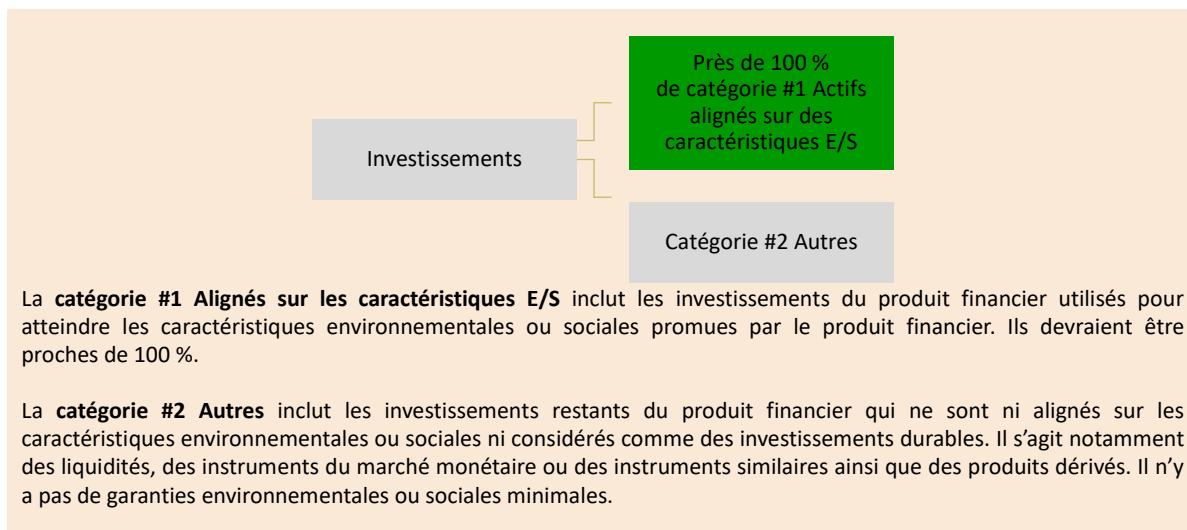 Près de 100 %
de catégorie #1 Actifs
alignés sur des
caractéristiques E/S
Investissements
Catégorie #2 Autres
La catégorie #1 Alignés sur les caractéristiques E/S inclut les investissements du produit financier utilisés pour
atteindre les caractéristiques environnementales ou sociales promues par le produit financier. Ils devraient être
proches de 100 %.
La catégorie #2 Autres inclut les investissements restants du produit financier qui ne sont ni alignés sur les
caractéristiques environnementales ou sociales ni considérés comme des investissements durables. Il s’agit notamment
des liquidités, des instruments du marché monétaire ou des instruments similaires ainsi que des produits dérivés. Il n’y
a pas de garanties environnementales ou sociales minimales.